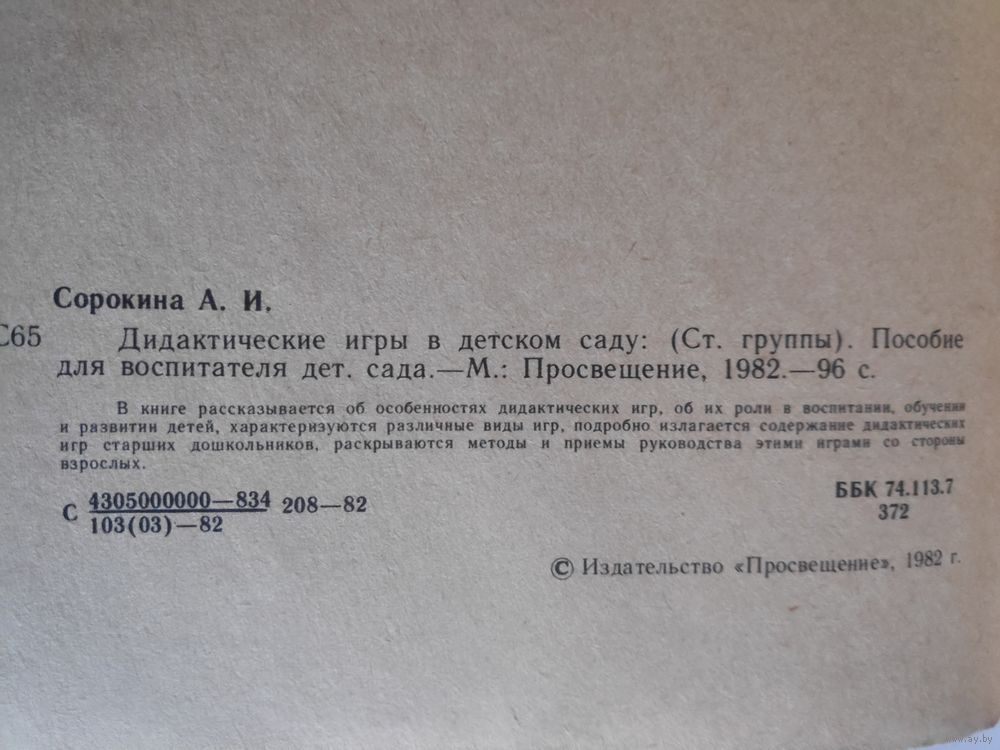 Сорокина А. И.
С65
Дидактические игры в детском саду: (Ст. группы). Пособие
для воспитателя дет. сада.—М.: Просвещение, 1982.—96 с.
В книге рассказывается об особенностях дидактических игр, об их роли в воспитании, обучении
и развитии детей, характеризуются различные виды игр, подробно излагается содержание дидактических
игр старших дошкольников, раскрываются методы и приемы руководства этими играми со стороны
взрослых.
С 4305000000—834 208—82
103(03)—82
ББК 74.113.7
372
© Издательство «Просвещение», 1982 г.
www.ay.by